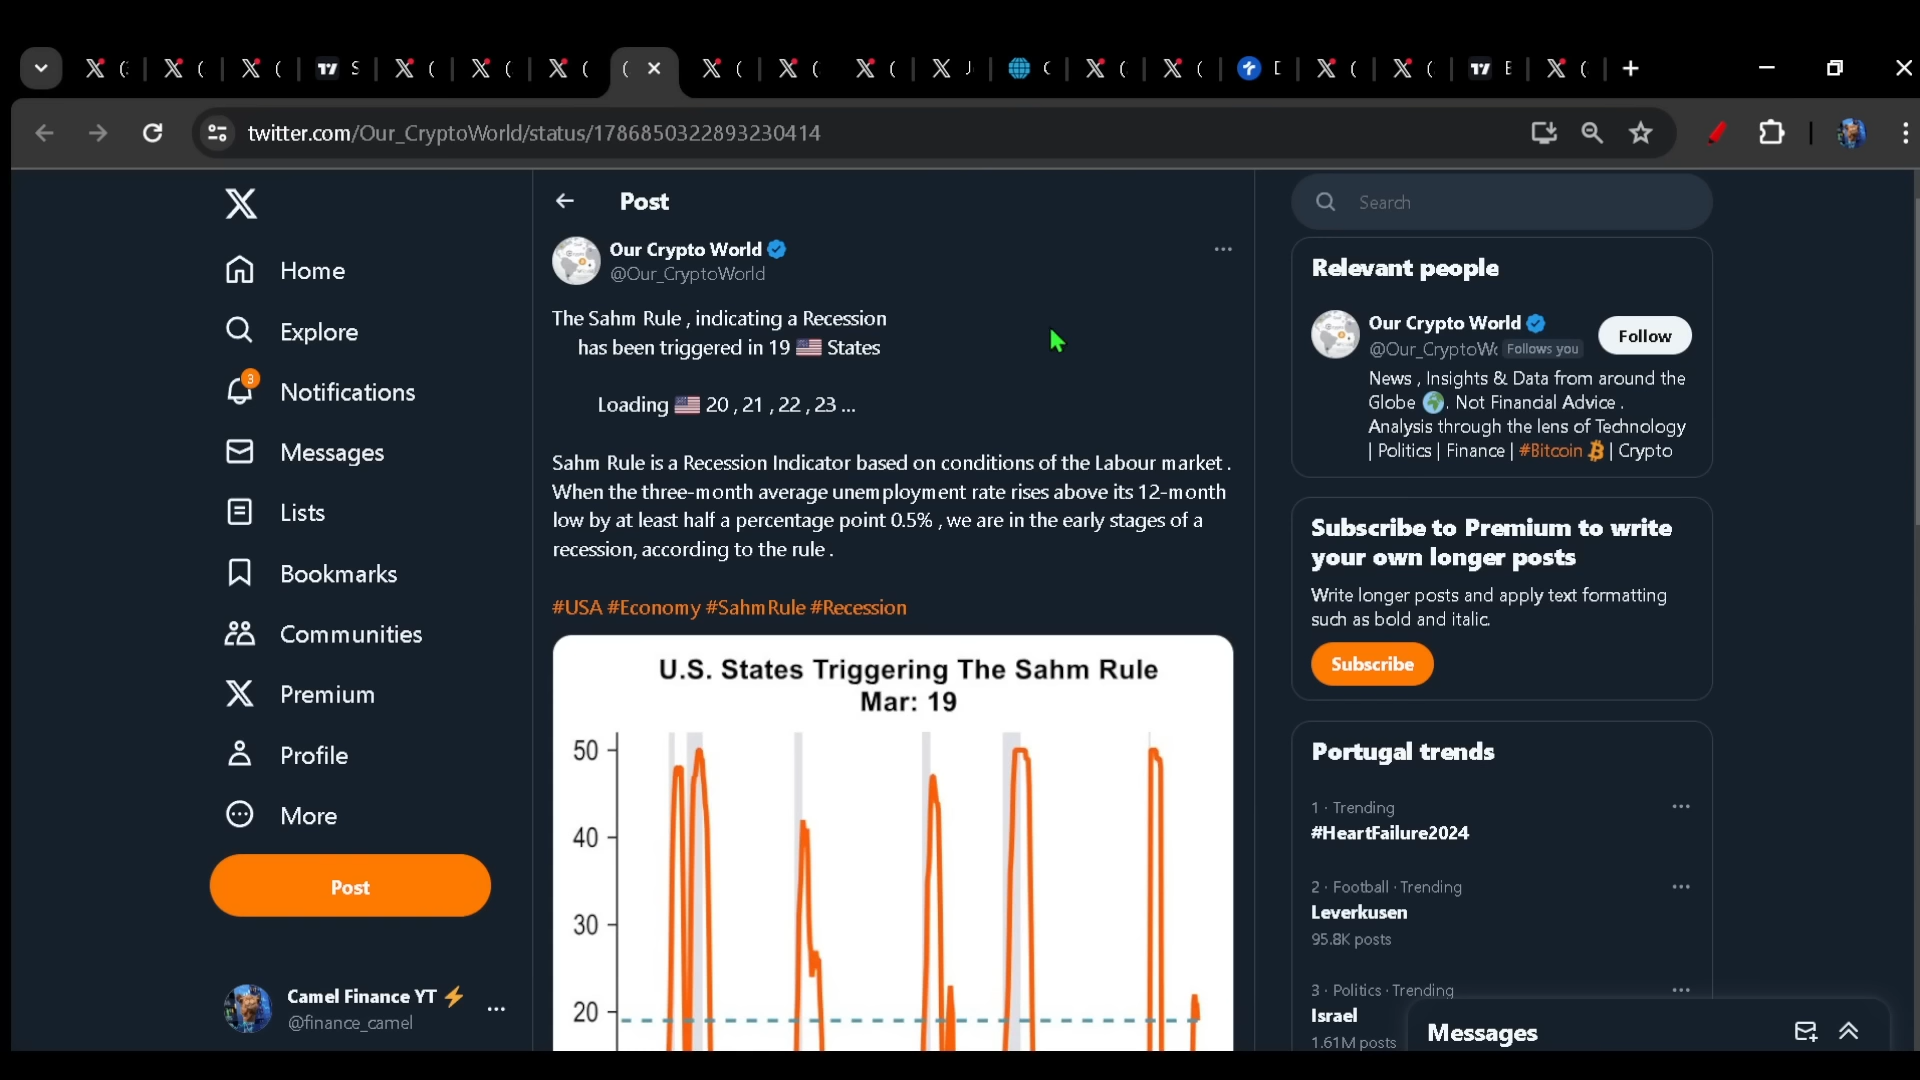 twitter.com/Our_CryptoWorld/status/1786850322893230414
Home
Explore
3
Notifications
Messages
Lists
Bookmarks
Communities
Premium
Profile
More
Post
Camel Finance YT ⚡
@finance_camel
Post
Our Crypto World
@Our_CryptoWorld
The Sahm Rule , indicating a Recession
has been triggered in 19 🇺🇸 States
Loading 🇺🇸 20 , 21 , 22 , 23 ...
Sahm Rule is a Recession Indicator based on conditions of the Labour market .
When the three-month average unemployment rate rises above its 12-month
low by at least half a percentage point 0.5% , we are in the early stages of a
recession, according to the rule .
#USA #Economy #SahmRule #Recession
U.S. States Triggering The Sahm Rule
Mar: 19
50
40
30
20
Search
Relevant people
Our Crypto World
@Our_CryptoWo Follows you
Follow
News , Insights & Data from around the
Globe 🌍. Not Financial Advice .
Analysis through the lens of Technology
| Politics | Finance | #Bitcoin | Crypto
Subscribe to Premium to write
your own longer posts
Write longer posts and apply text formatting
such as bold and italic.
Subscribe
Portugal trends
1 · Trending
#HeartFailure2024
2 · Football · Trending
Leverkusen
95.8K posts
3 · Politics · Trending
Israel
1.61M posts
Messages